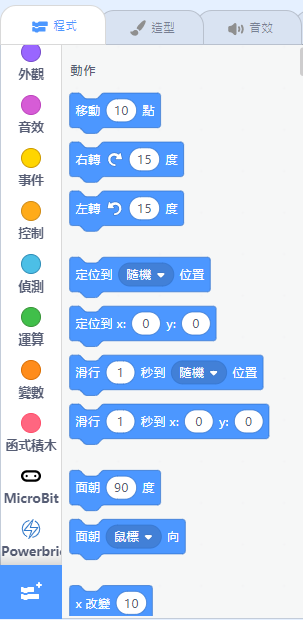 程式 造型 音效
外觀
音效
事件
控制
偵測
運算
變數
函式積木
MicroBit
Powerbri
動作
移動 10 點
右轉 15 度
左轉 15 度
定位到 隨機 位置
定位到 x: 0 y: 0
滑行 1 秒到 隨機 位置
滑行 1 秒到 x: 0 y: 0
面朝 90 度
面朝 鼠標 向
x 改變 10